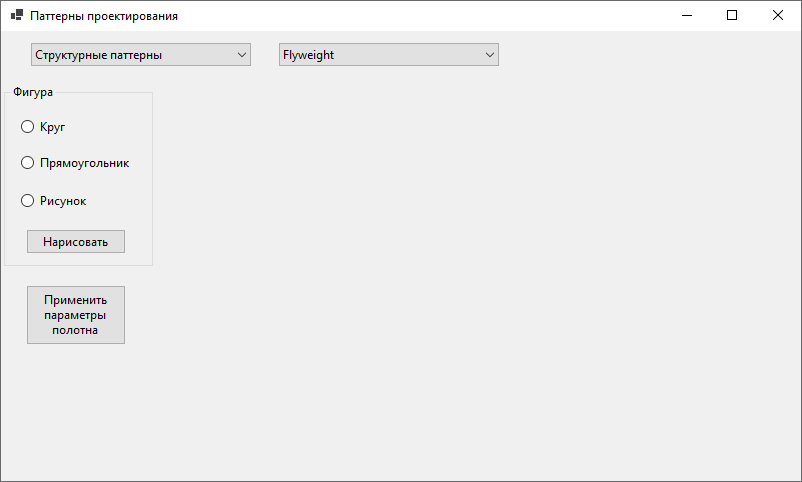 Паттерны проектирования
Структурные паттерны
Flyweight
Фигура
Круг
Прямоугольник
Рисунок
Нарисовать
Применить
параметры
полотна